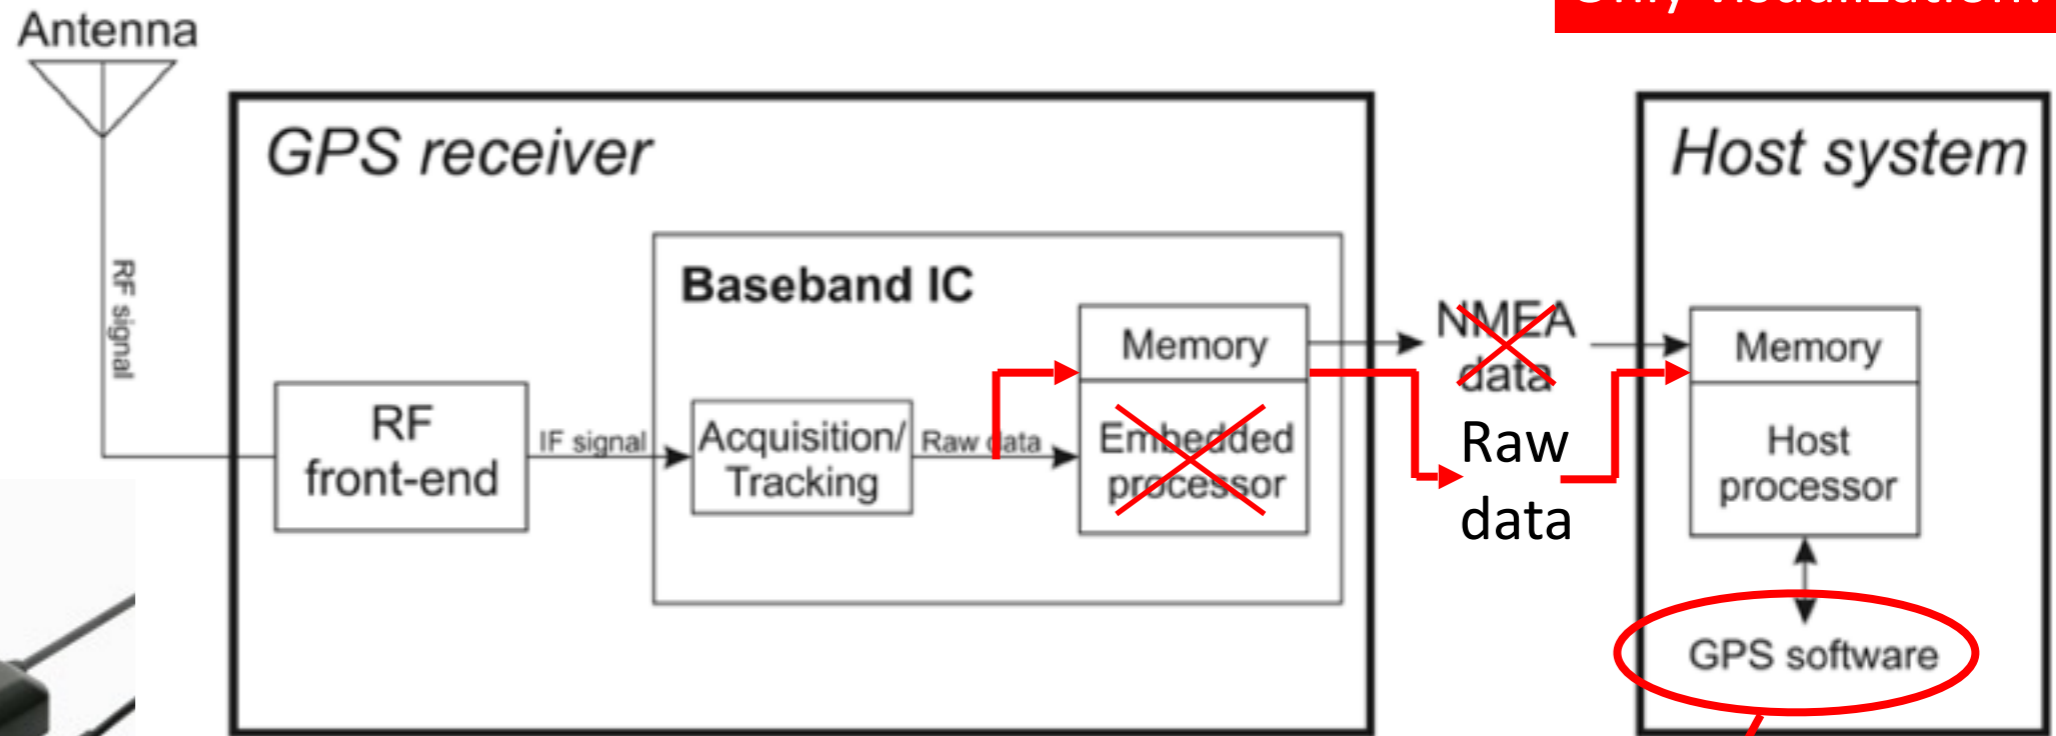 visualization
Antenna
GPS receiver
Host system
RF signal
Baseband IC
RF
front-end
IF signal
Acquisition/
Tracking
Raw data
Memory
Embedded
processor
NMEA
data
Raw
data
Memory
Host
processor
GPS software